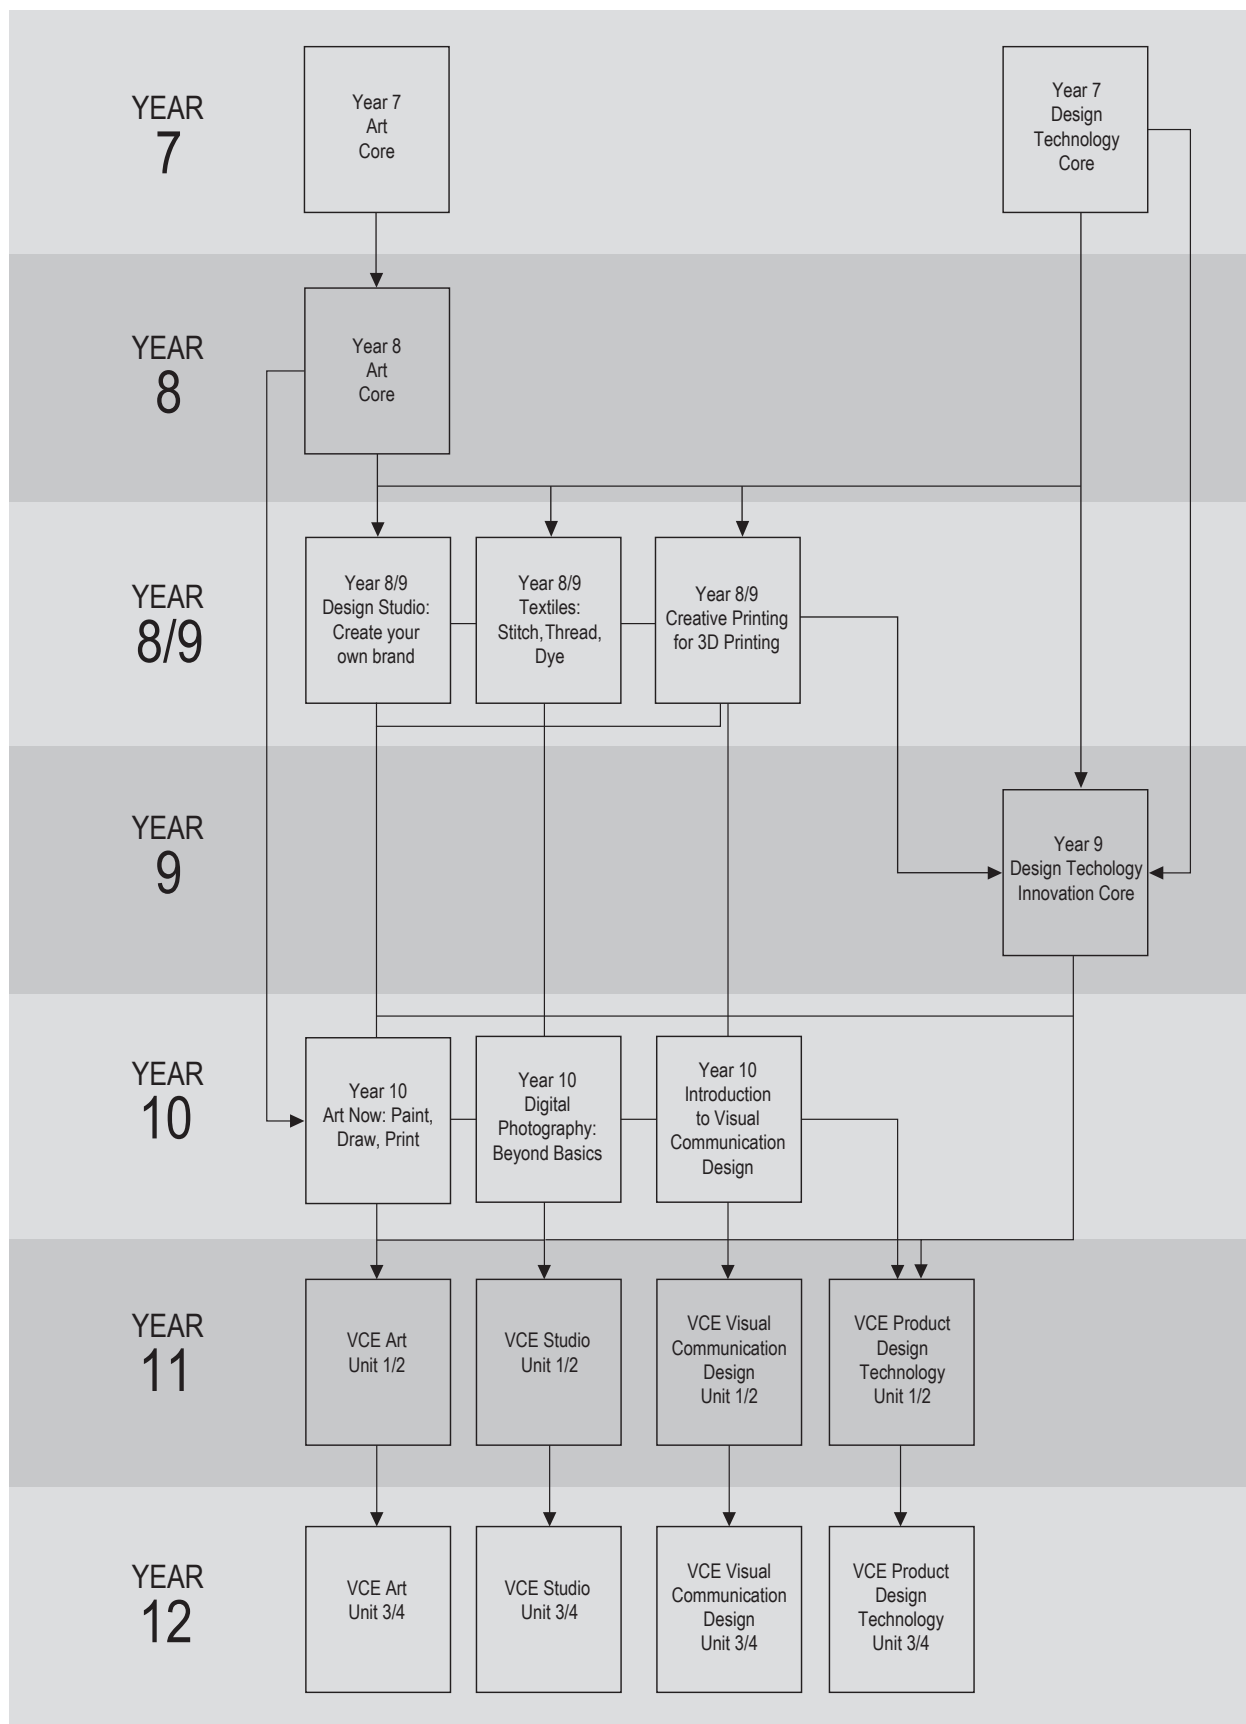 YEAR
7
Year 7
Art
Core
Year 7
Design
Technology
Core
YEAR
8
Year 8
Art
Core
YEAR
8/9
Year 8/9
Design Studio:
Create your
own brand
Year 8/9
Textiles:
Stitch, Thread,
Dye
Year 8/9
Creative Printing
for 3D Printing
YEAR
9
Year 9
Design Techology
Innovation Core
YEAR
10
Year 10
Art Now: Paint,
Draw, Print
Year 10
Digital
Photography:
Beyond Basics
Year 10
Introduction
to Visual
Communication
Design
YEAR
11
VCE Art
Unit 1/2
VCE Studio
Unit 1/2
VCE Visual
Communication
Design
Unit 1/2
VCE Product
Design
Technology
Unit 1/2
YEAR
12
VCE Art
Unit 3/4
VCE Studio
Unit 3/4
VCE Visual
Communication
Design
Unit 3/4
VCE Product
Design
Technology
Unit 3/4